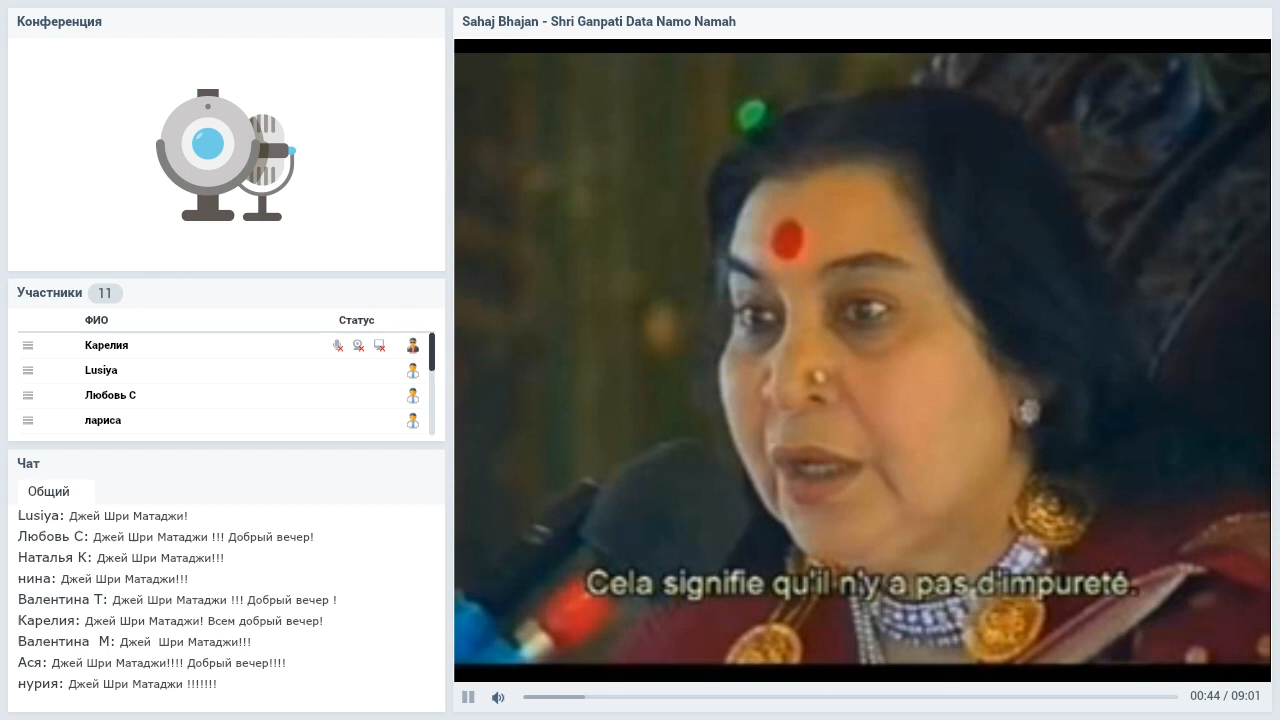 Конференция
Sahaj Bhajan - Shri Ganpati Data Namo Namah
Cela signifie qu'il n'y a pas d'impureté.
00:44 / 09:01
Участники 11
ФИО Статус
Карелия
Lusiya
Любовь С
лариса
Чат
Общий
Lusiya: Джей Шри Матаджи!
Любовь С: Джей Шри Матаджи !!! Добрый вечер!
Наталья К: Джей Шри Матаджи!!!
нина: Джей Шри Матаджи!!!
Валентина Т: Джей Шри Матаджи !!! Добрый вечер !
Карелия: Джей Шри Матаджи! Всем добрый вечер!
Валентина  М: Джей  Шри Матаджи!!!
Ася: Джей Шри Матаджи!!!! Добрый вечер!!!!
нурия: Джей Шри Матаджи !!!!!!!